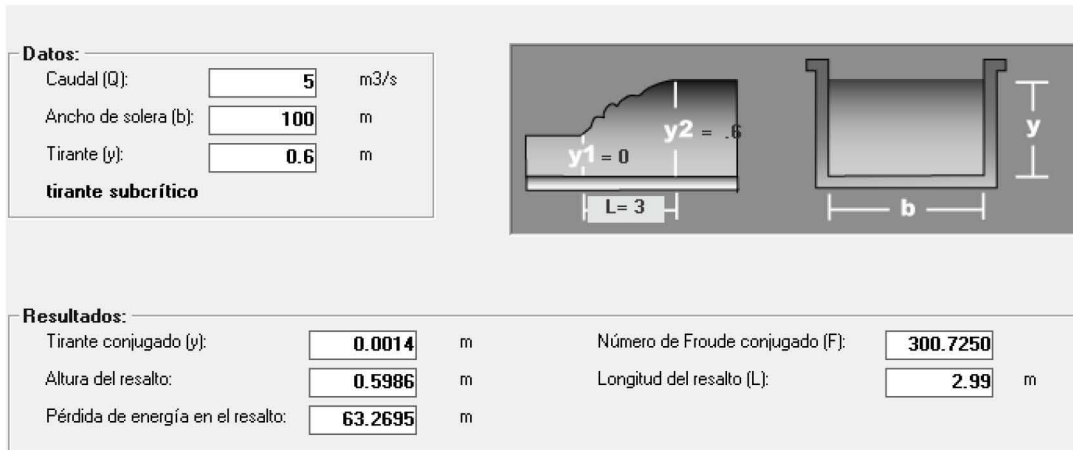 Datos:
Caudal (Q): 5 m3/s
Ancho de solera (b): 100 m
Tirante (y): 0.6 m
tirante subcrítico
y1 = 0
y2 = .6
L= 3
y
b
Resultados:
Tirante conjugado (y): 0.0014 m
Número de Froude conjugado (F): 300.7250
Altura del resalto: 0.5986 m
Longitud del resalto (L): 2.99 m
Pérdida de energía en el resalto: 63.2695 m